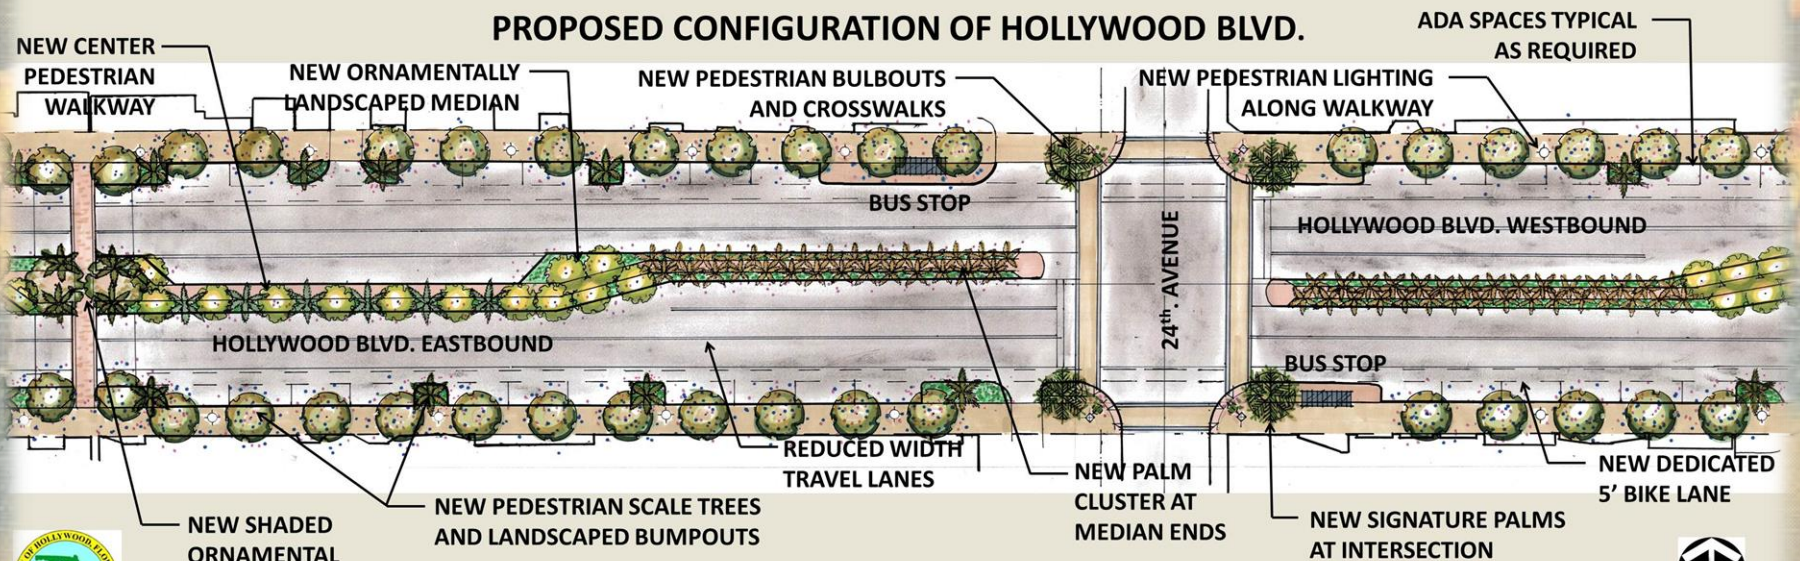 PROPOSED CONFIGURATION OF HOLLYWOOD BLVD.
NEW CENTER
PEDESTRIAN
WALKWAY
NEW ORNAMENTALLY
LANDSCAPED MEDIAN
NEW PEDESTRIAN BULBOUTS
AND CROSSWALKS
NEW PEDESTRIAN LIGHTING
ALONG WALKWAY
ADA SPACES TYPICAL
AS REQUIRED
BUS STOP
24th. AVENUE
HOLLYWOOD BLVD. WESTBOUND
HOLLYWOOD BLVD. EASTBOUND
BUS STOP
REDUCED WIDTH
TRAVEL LANES
NEW PALM
CLUSTER AT
MEDIAN ENDS
NEW DEDICATED
5' BIKE LANE
NEW PEDESTRIAN SCALE TREES
AND LANDSCAPED BUMPOUTS
NEW SIGNATURE PALMS
AT INTERSECTION
NEW SHADED
ORNAMENTAL
OF HOLLYWOOD, FLO